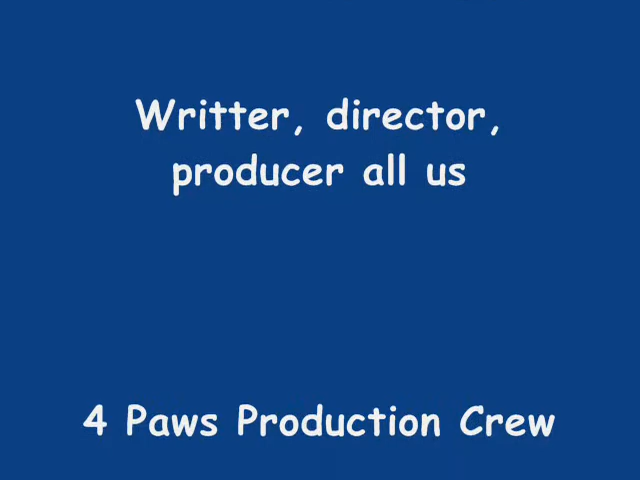 Writter, director,
producer all us
4 Paws Production Crew